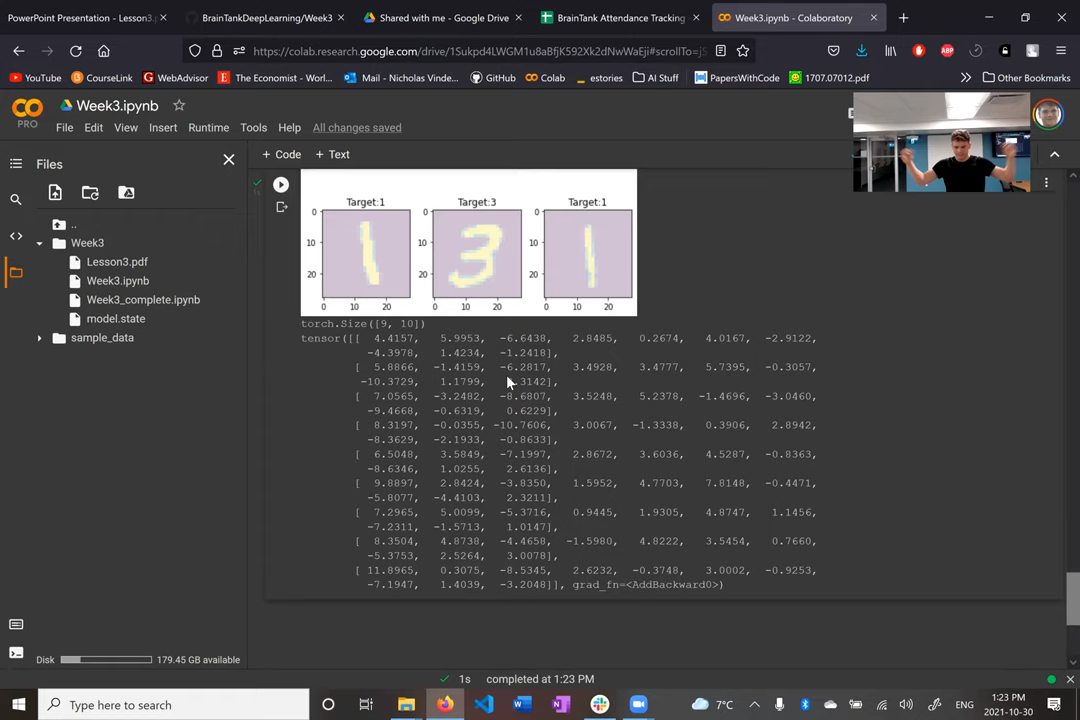 PowerPoint Presentation - Lesson3.
BrainTankDeepLearning/Week3
Shared with me - Google Drive
BrainTank Attendance Tracking
Week3.ipynb - Colaboratory
https://colab.research.google.com/drive/1Sukpd4LWGM1u8aBfjK592Xk2dNwWaEji#scrollTo=j5
YouTube
CourseLink
WebAdvisor
The Economist - Worl...
Mail - Nicholas Vinde...
GitHub
Colab
estories
AI Stuff
PapersWithCode
1707.07012.pdf
Other Bookmarks
Week3.ipynb
PRO
File Edit View Insert Runtime Tools Help All changes saved
Files
+ Code + Text
..
Week3
Lesson3.pdf
Week3.ipynb
Week3_complete.ipynb
model.state
sample_data
1s
Target:1 Target:3 Target:1
0 0 0
10 10 10
20 20 20
0 10 20 0 10 20 0 10 20
torch.Size([9, 10])
tensor([[ 4.4157, 5.9953, -6.6438, 2.8485, 0.2674, 4.0167, -2.9122,
-4.3978, 1.4234, -1.2418],
[ 5.8866, -1.4159, -6.2817, 3.4928, 3.4777, 5.7395, -0.3057,
-10.3729, 1.1799, .3142],
[ 7.0565, -3.2482, -8.6807, 3.5248, 5.2378, -1.4696, -3.0460,
-9.4668, -0.6319, 0.6229],
[ 8.3197, -0.0355, -10.7606, 3.0067, -1.3338, 0.3906, 2.8942,
-8.3629, -2.1933, -0.8633],
[ 6.5048, 3.5849, -7.1997, 2.8672, 3.6036, 4.5287, -0.8363,
-8.6346, 1.0255, 2.6136],
[ 9.8897, 2.8424, -3.8350, 1.5952, 4.7703, 7.8148, -0.4471,
-5.8077, -4.4103, 2.3211],
[ 7.2965, 5.0099, -5.3716, 0.9445, 1.9305, 4.8747, 1.1456,
-7.2311, -1.5713, 1.0147],
[ 8.3504, 4.8738, -4.4658, -1.5980, 4.8222, 3.5454, 0.7660,
-5.3753, 2.5264, 3.0078],
[ 11.8965, 0.3075, -8.5345, 2.6232, -0.3748, 3.0002, -0.9253,
-7.1947, 1.4039, -3.2048]], grad_fn=<AddBackward0>)
Disk 179.45 GB available
1s completed at 1:23 PM
Type here to search
7°C
ENG
1:23 PM
2021-10-30